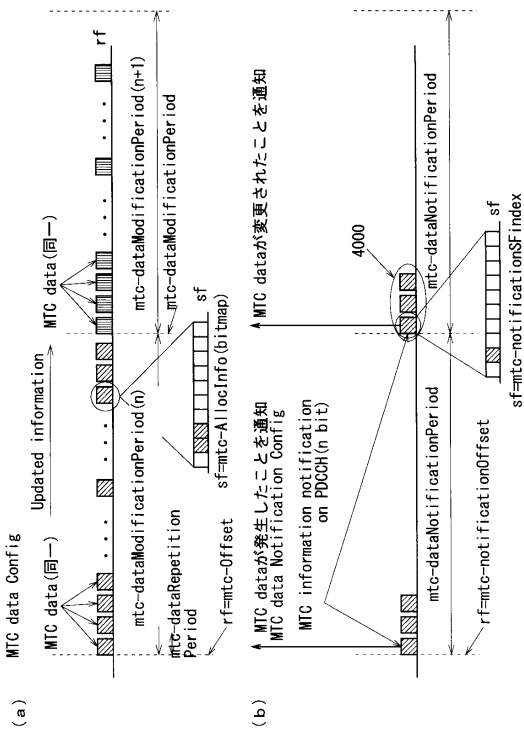 (a)
MTC data Config
MTC data(同一)
Updated information
MTC data(同一)
rf
mtc-dataModificationPeriod(n)
mtc-dataModificationPeriod(n+1)
mtc-dataRepetition
Period
mtc-dataModificationPeriod
rf=mtc-Offset
sf
sf=mtc-AllocInfo(bitmap)
(b)
MTC dataが発生したことを通知
MTC data Notification Config
MTC dataが変更されたことを通知
MTC information notification
on PDCCH(n bit)
4000
mtc-dataNotificationPeriod
mtc-dataNotificationPeriod
rf=mtc-notificationOffset
sf
sf=mtc-notificationSFindex